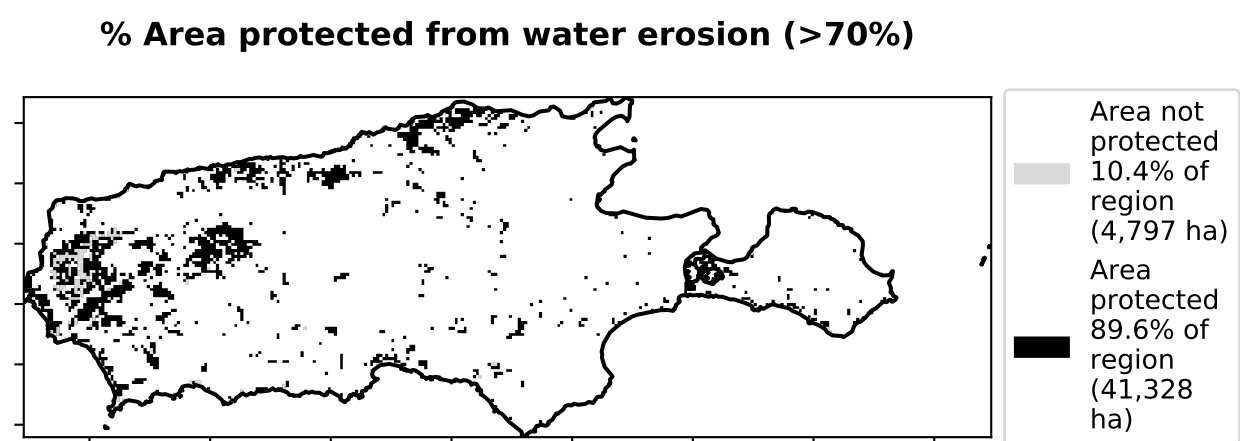 % Area protected from water erosion (>70%)
Area not
protected
10.4% of
region
(4,797 ha)
Area
protected
89.6% of
region
(41,328
ha)